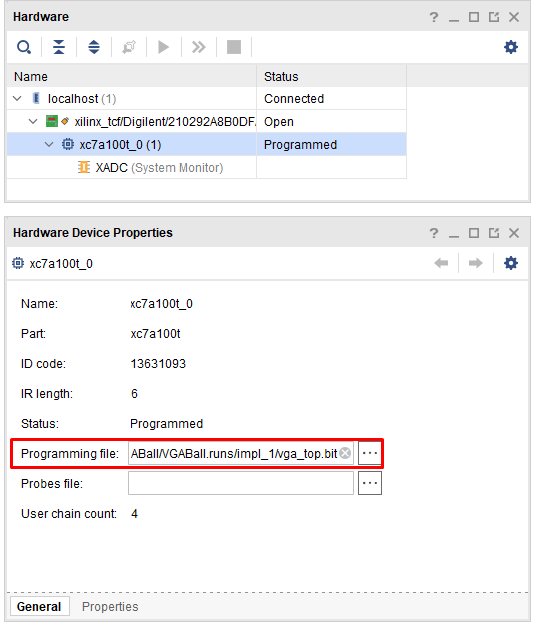 Hardware
Name Status
localhost (1) Connected
xilinx_tcf/Digilent/210292A8B0DF Open
xc7a100t_0 (1) Programmed
XADC (System Monitor)
Hardware Device Properties
xc7a100t_0
Name: xc7a100t_0
Part: xc7a100t
ID code: 13631093
IR length: 6
Status: Programmed
Programming file: ABall/VGABall.runs/impl_1/vga_top.bit ...
Probes file: ...
User chain count: 4
General Properties